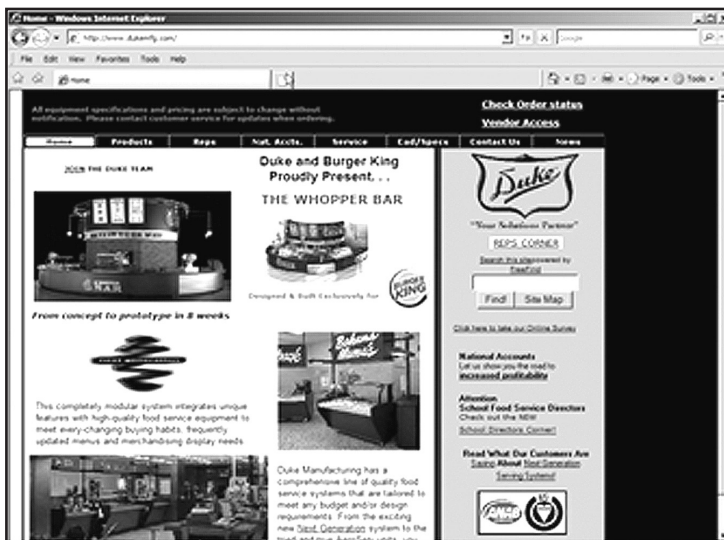 Home - Windows Internet Explorer
http://www.dukemfg.com/
Google
File Edit View Favorites Tools Help
Home
Page Tools
All equipment specifications and pricing are subject to change without
notification. Please contact customer service for updates when ordering.
Check Order status
Vendor Access
Home Products Reps Nat. Accts. Service Cad/Specs Contact Us News
JOIN THE DUKE TEAM
Duke and Burger King
Proudly Present. . .
THE WHOPPER BAR
Designed & Built Exclusively For
BURGER
KING
From concept to prototype in 8 weeks
This completely modular system integrates unique
features with high-quality food service equipment to
meet every-changing buying habits, frequently
updated menus and merchandising display needs
Duke Manufacturing has a
comprehensive line of quality food
service systems that are tailored to
meet any budget and/or design
requirements. From the exciting
new Next Generation system to the
Duke
"Your Solutions Partner"
REPS CORNER
Search this site powered by
FreeFind
Find! Site Map
Click here to take our Online Survey
National Accounts
Let us show you the road to
increased profitability
Attention
School Food Service Directors
Check out the NEW
School Directors Corner!
Read What Our Customers Are
Saying About Next Generation
Serving Systems!